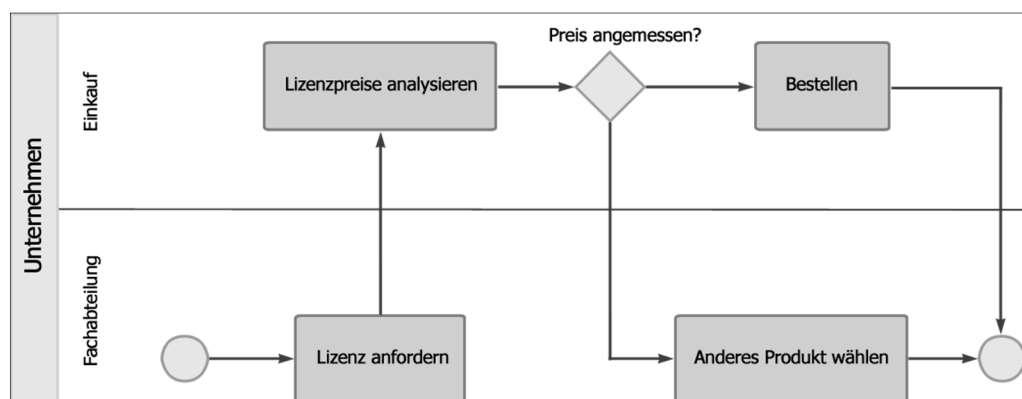 Unternehmen
Einkauf
Preis angemessen?
Lizenzpreise analysieren
Bestellen
Fachabteilung
Lizenz anfordern
Anderes Produkt wählen